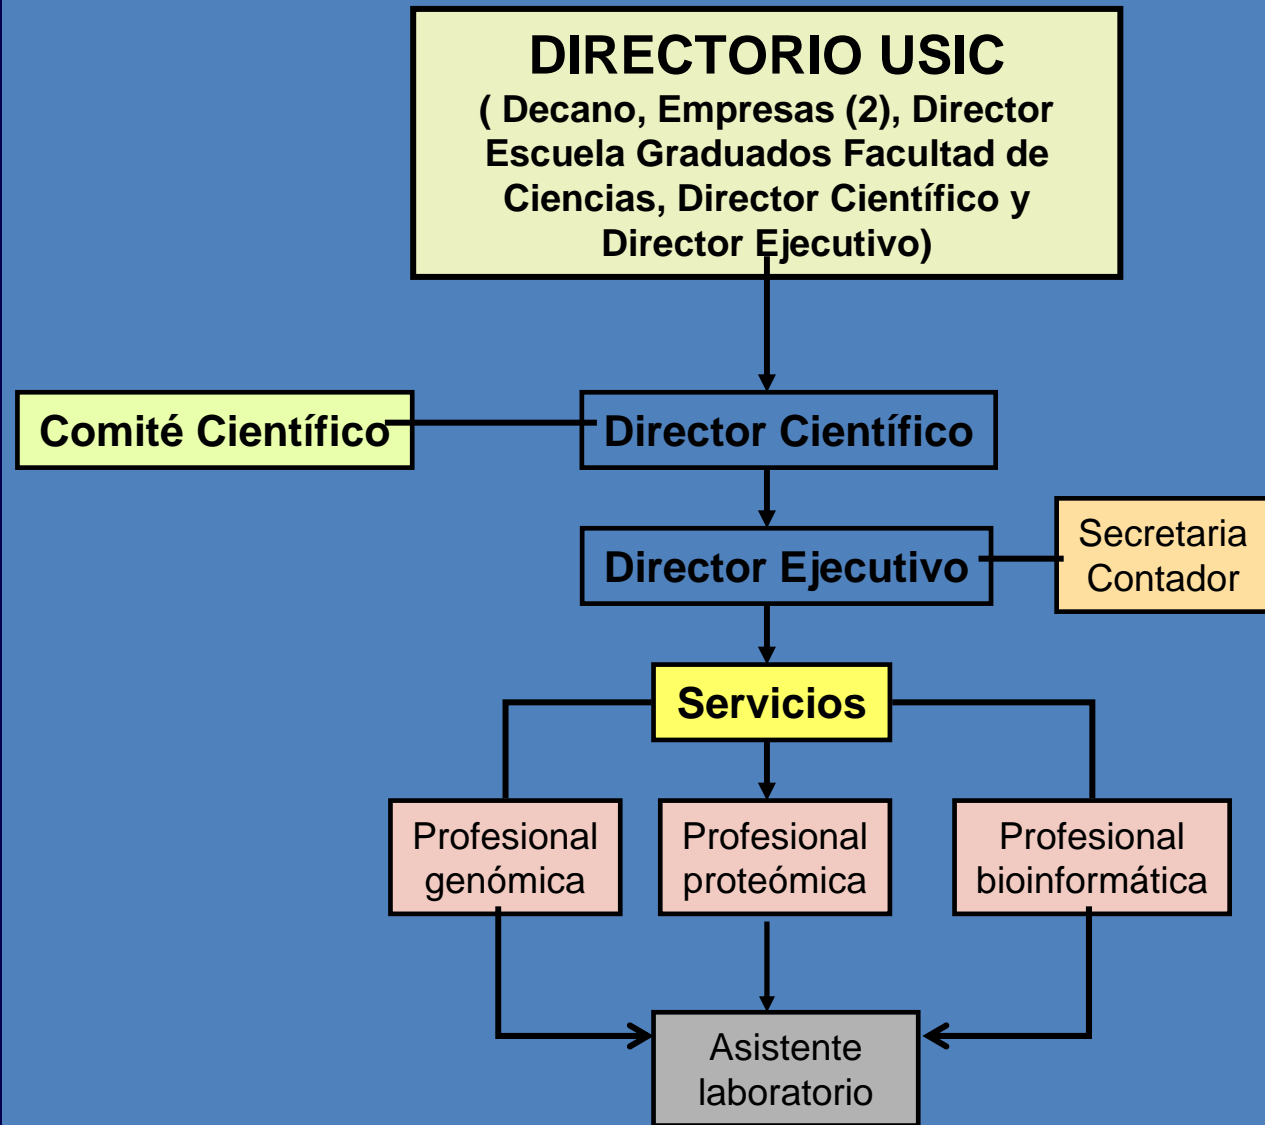 DIRECTORIO USIC
( Decano, Empresas (2), Director
Escuela Graduados Facultad de
Ciencias, Director Científico y
Director Ejecutivo)
Comité Científico
Director Científico
Director Ejecutivo
Secretaria
Contador
Servicios
Profesional
genómica
Profesional
proteómica
Profesional
bioinformática
Asistente
laboratorio